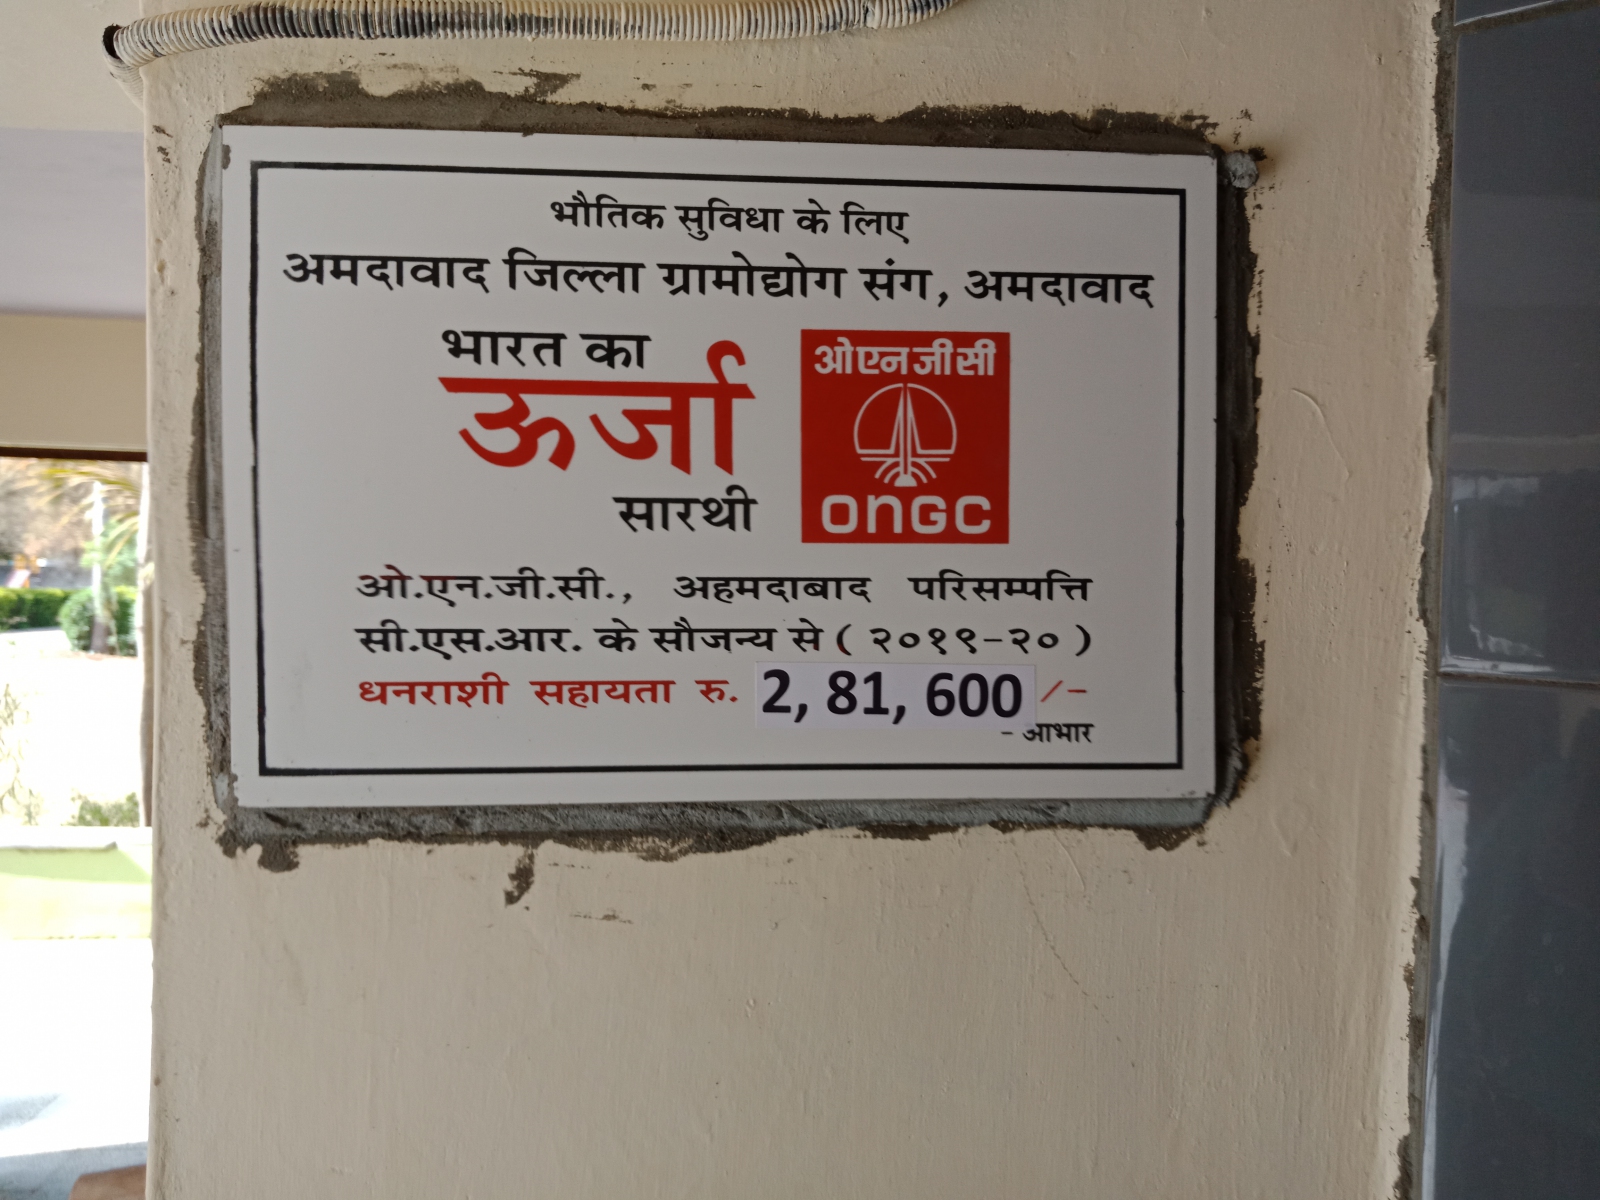 भौतिक सुविधा के लिए
अमदावाद जिल्ला ग्रामोद्योग संग, अमदावाद
भारत का
ऊर्जा
सारथी
ओएनजीसी
ONGC
ओ.एन.जी.सी., अहमदाबाद परिसम्पत्ति
सी.एस.आर. के सौजन्य से ( २०१९-२० )
धनराशी सहायता रु. 2, 81, 600 /-
- आभार